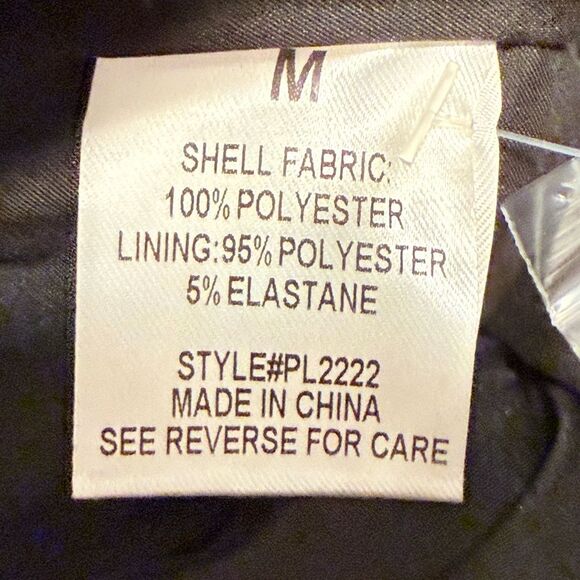 M
SHELL FABRIC:
100% POLYESTER
LINING:95% POLYESTER
5% ELASTANE
STYLE#PL2222
MADE IN CHINA
SEE REVERSE FOR CARE